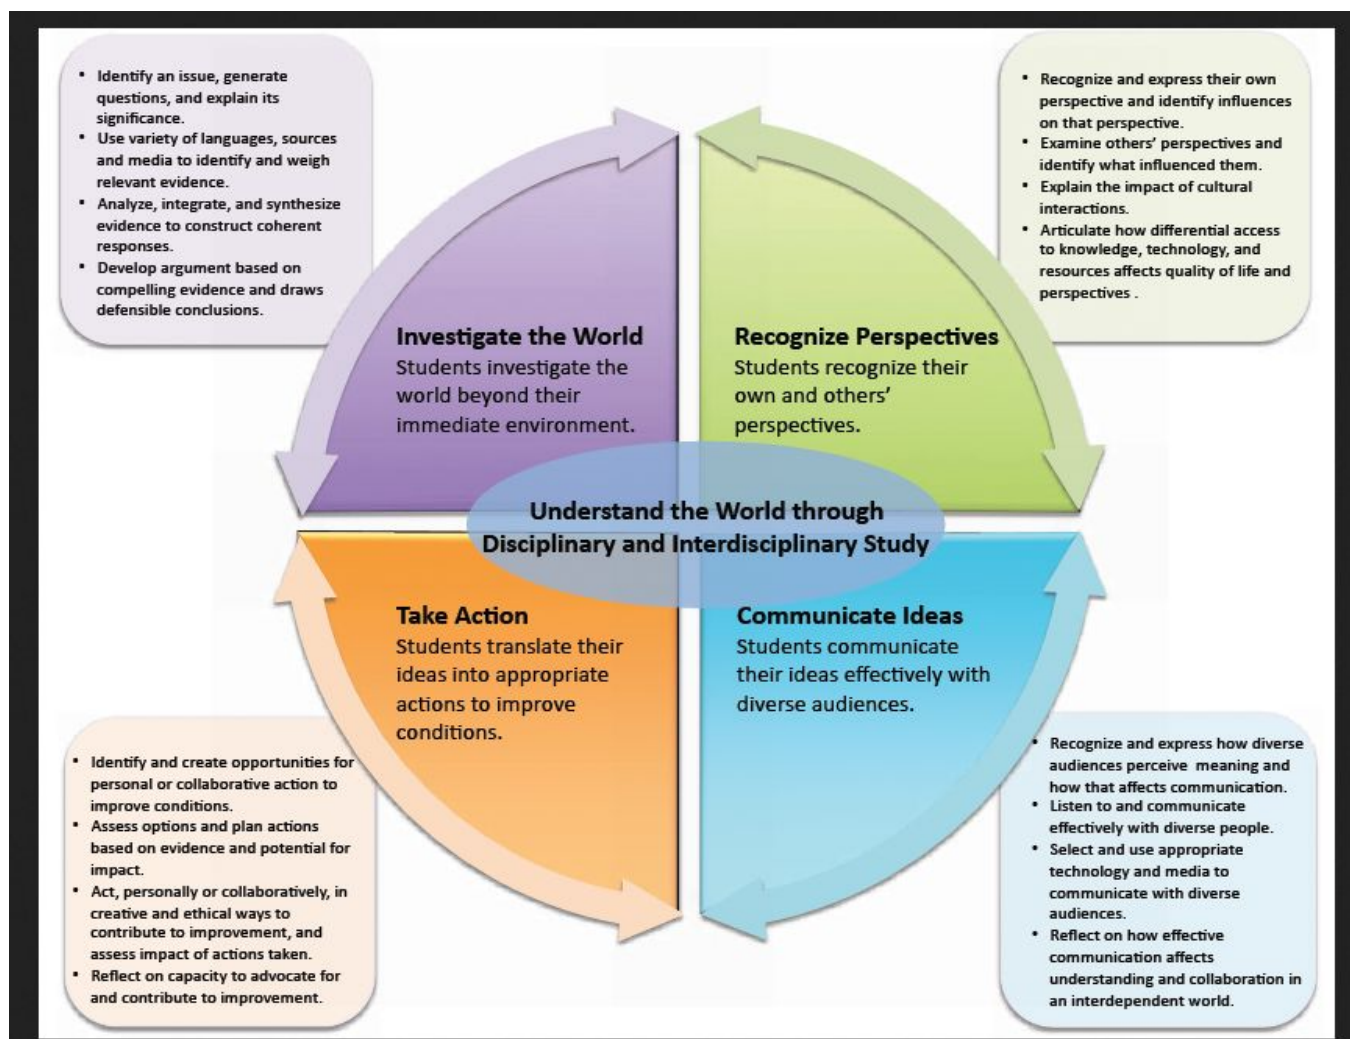 • Identify an issue, generate
questions, and explain its
significance.
• Use variety of languages, sources
and media to identify and weigh
relevant evidence.
• Analyze, integrate, and synthesize
evidence to construct coherent
responses.
• Develop argument based on
compelling evidence and draws
defensible conclusions.
• Recognize and express their own
perspective and identify influences
on that perspective.
• Examine others’ perspectives and
identify what influenced them.
• Explain the impact of cultural
interactions.
• Articulate how differential access
to knowledge, technology, and
resources affects quality of life and
perspectives .
Investigate the World
Students investigate the
world beyond their
immediate environment.
Recognize Perspectives
Students recognize their
own and others’
perspectives.
Understand the World through
Disciplinary and Interdisciplinary Study
Take Action
Students translate their
ideas into appropriate
actions to improve
conditions.
Communicate Ideas
Students communicate
their ideas effectively with
diverse audiences.
• Identify and create opportunities for
personal or collaborative action to
improve conditions.
• Assess options and plan actions
based on evidence and potential for
impact.
• Act, personally or collaboratively, in
creative and ethical ways to
contribute to improvement, and
assess impact of actions taken.
• Reflect on capacity to advocate for
and contribute to improvement.
• Recognize and express how diverse
audiences perceive meaning and
how that affects communication.
• Listen to and communicate
effectively with diverse people.
• Select and use appropriate
technology and media to
communicate with diverse
audiences.
• Reflect on how effective
communication affects
understanding and collaboration in
an interdependent world.